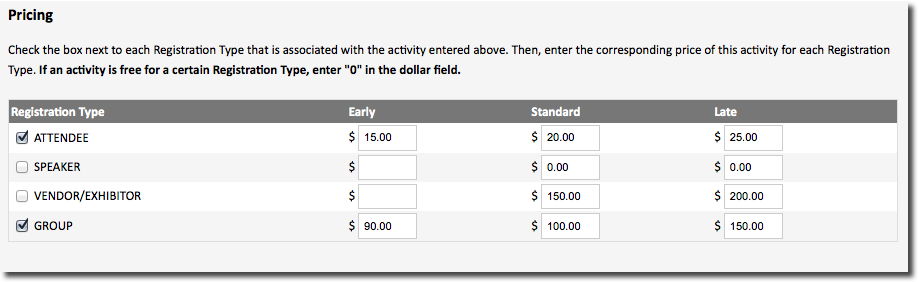 Pricing
Check the box next to each Registration Type that is associated with the activity entered above. Then, enter the corresponding price of this activity for each Registration
Type. If an activity is free for a certain Registration Type, enter "0" in the dollar field.
Registration Type Early Standard Late
ATTENDEE $ 15.00 $ 20.00 $ 25.00
SPEAKER $ $ 0.00 $ 0.00
VENDOR/EXHIBITOR $ $ 150.00 $ 200.00
GROUP $ 90.00 $ 100.00 $ 150.00